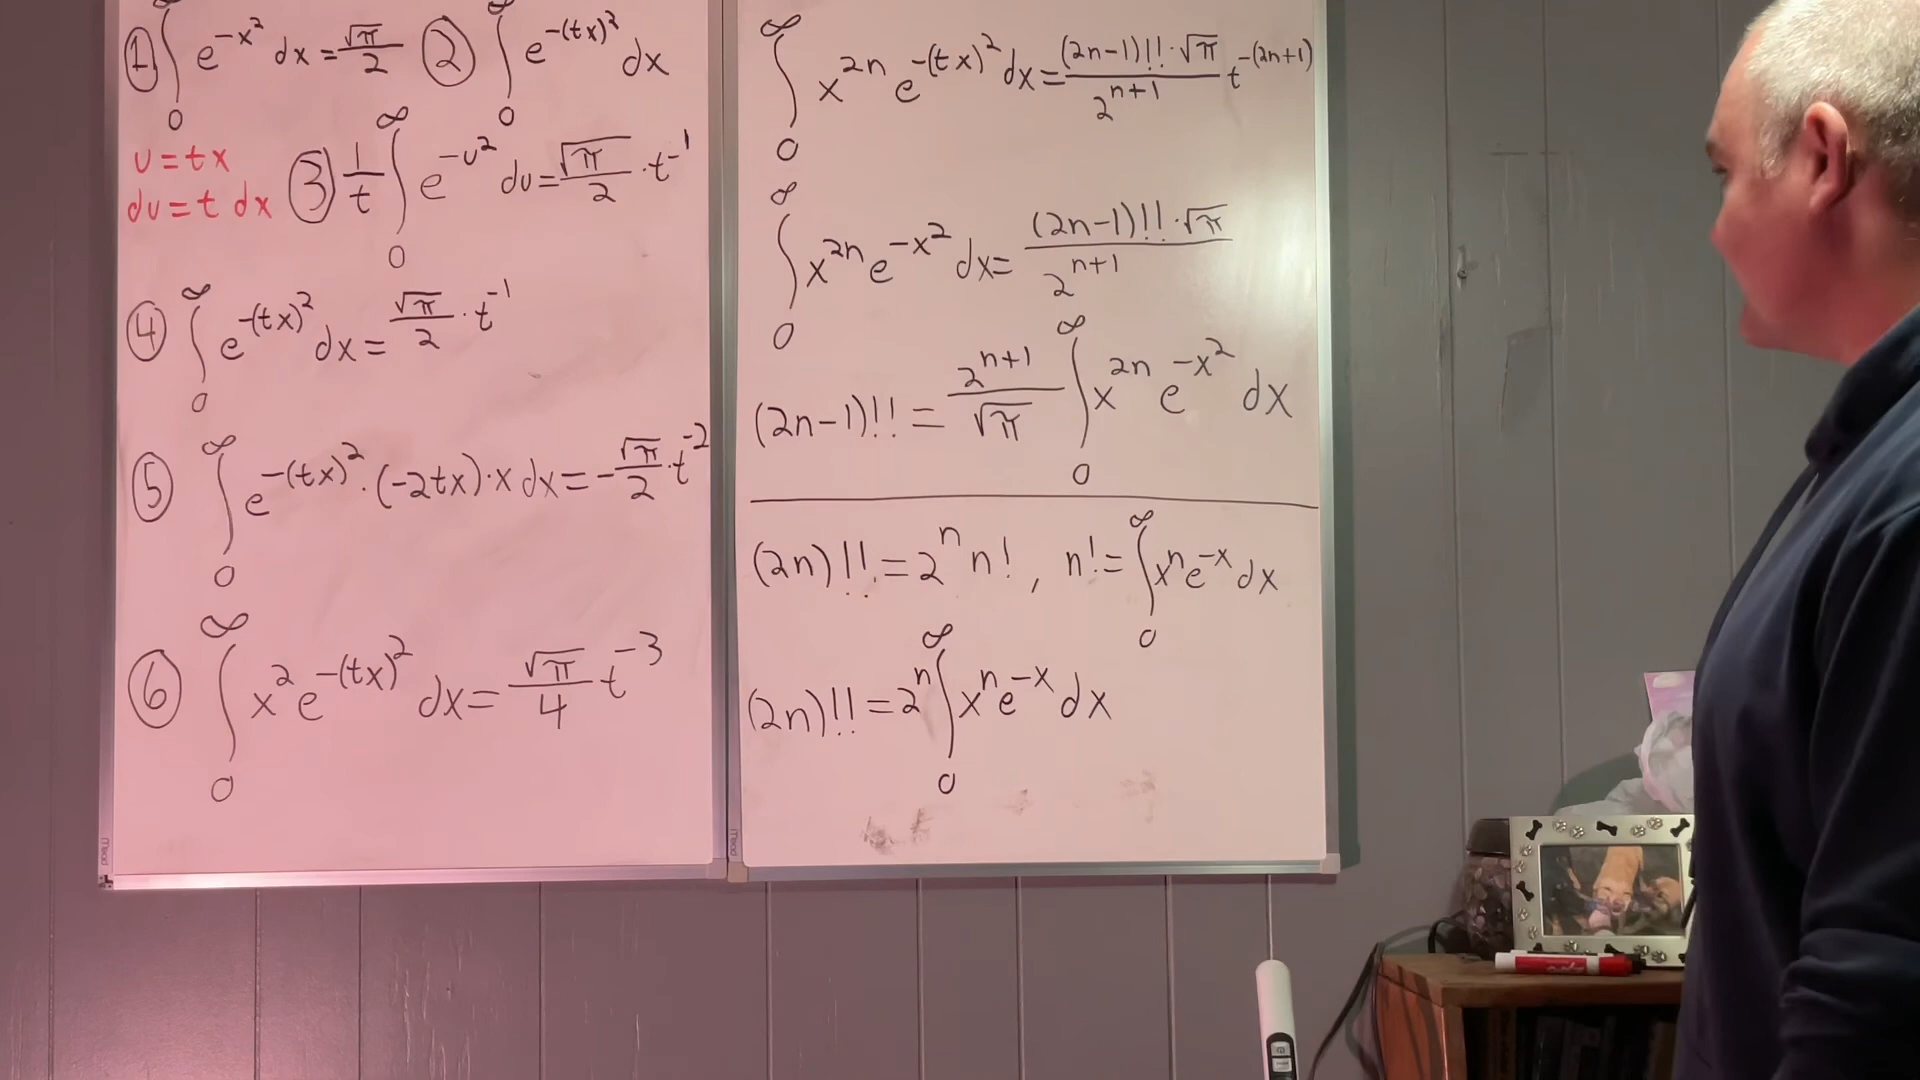 ① ∫₀^∞ e^{-x²} dx = √π/2 ② ∫₀^∞ e^{-(tx)²} dx
u = tx
du = t dx ③ 1/t ∫₀^∞ e^{-u²} du = √π/2 · t^{-1}
④ ∫₀^∞ e^{-(tx)²} dx = √π/2 · t^{-1}
⑤ ∫₀^∞ e^{-(tx)²} · (-2tx) · x dx = -√π/2 · t^{-2}
⑥ ∫₀^∞ x² e^{-(tx)²} dx = √π/4 t^{-3}
∫₀^∞ x^{2n} e^{-(tx)²} dx = (2n-1)!! · √π / 2^{n+1} t^{-(2n+1)}
∫₀^∞ x^{2n} e^{-x²} dx = (2n-1)!! · √π / 2^{n+1}
(2n-1)!! = 2^{n+1}/√π ∫₀^∞ x^{2n} e^{-x²} dx
(2n)!! = 2^n n! , n! = ∫₀^∞ x^n e^{-x} dx
(2n)!! = 2^n ∫₀^∞ x^n e^{-x} dx